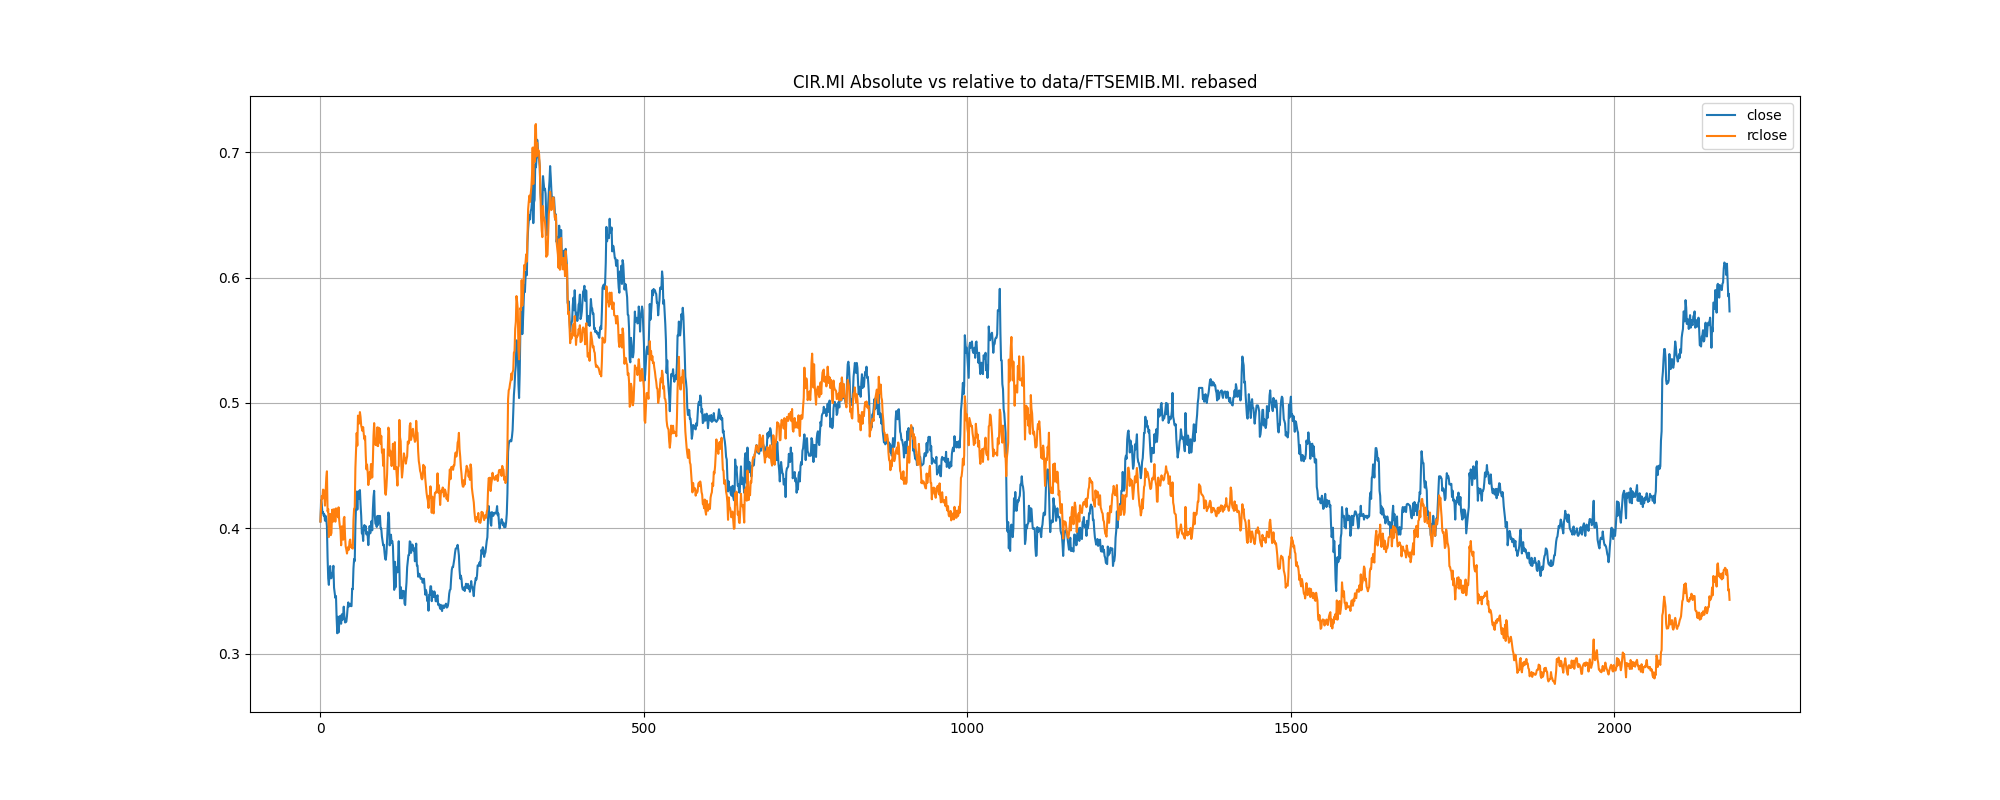 CIR.MI Absolute vs relative to data/FTSEMIB.MI. rebased
close
rclose
0.7
0.6
0.5
0.4
0.3
0 500 1000 1500 2000